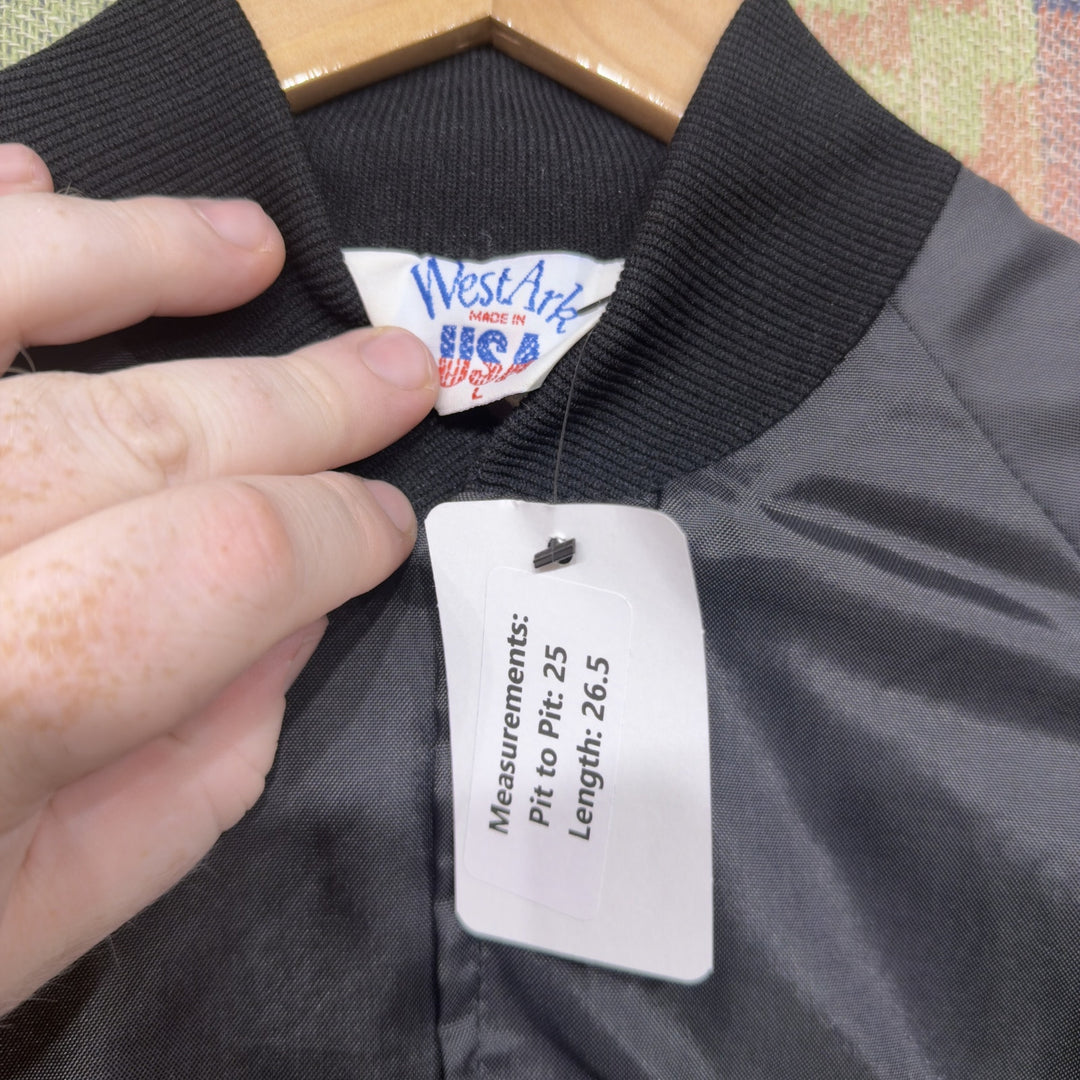 WestArk
MADE IN
USA
L
Measurements:
Pit to Pit: 25
Length: 26.5